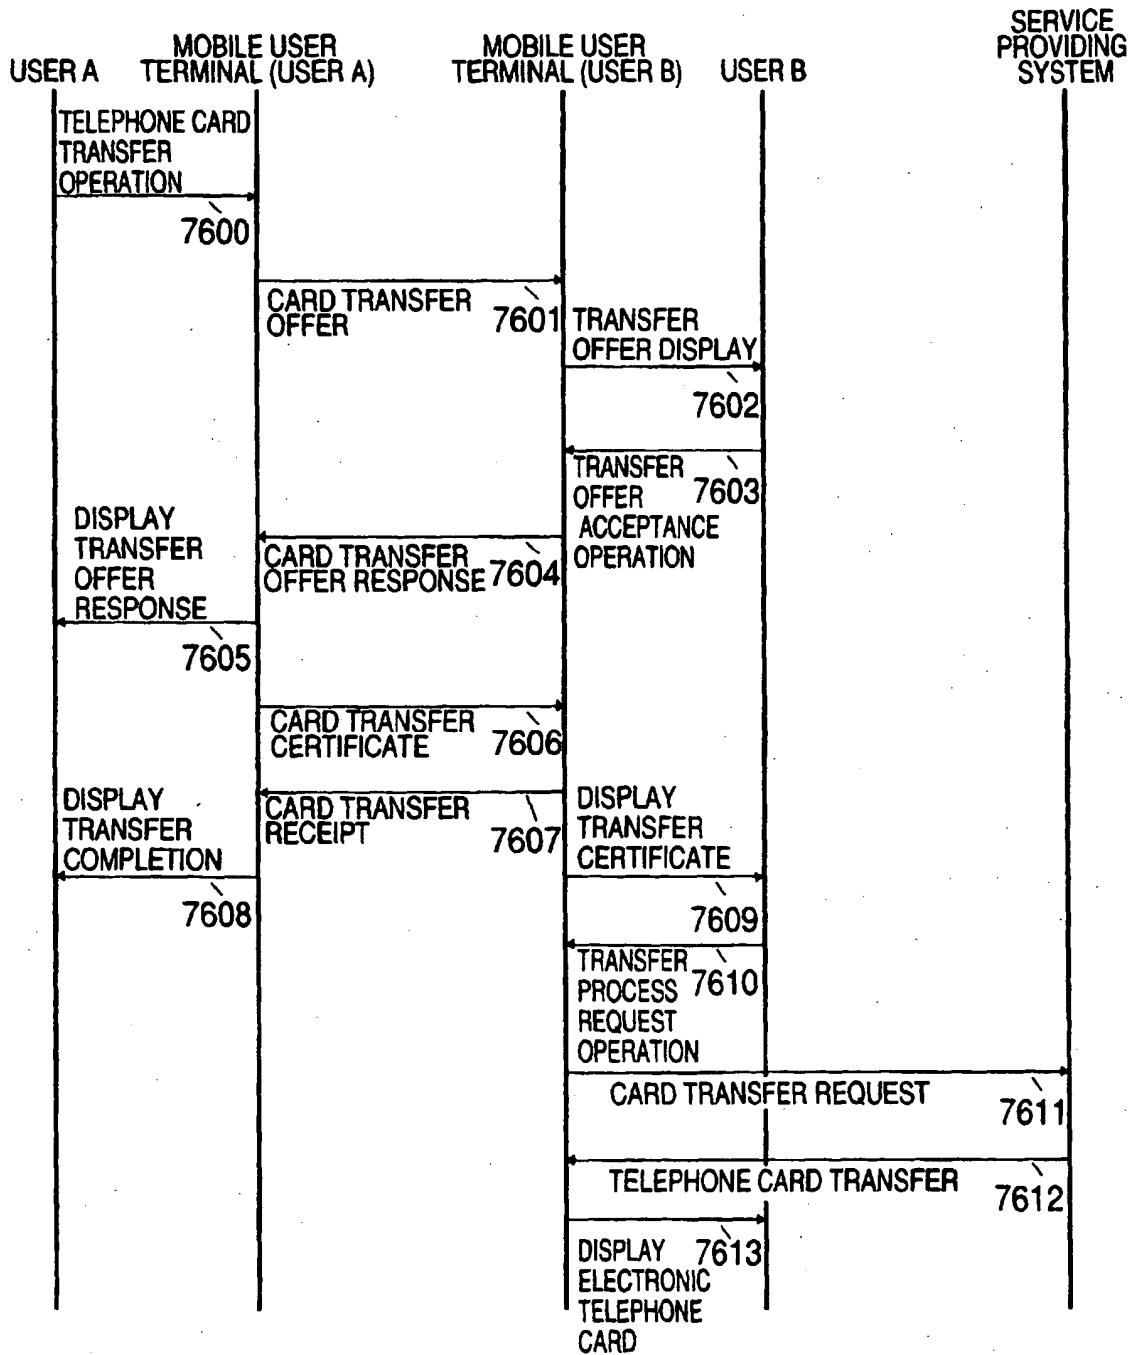 SERVICE
PROVIDING
SYSTEM
USER A
MOBILE USER
TERMINAL (USER A)
MOBILE USER
TERMINAL (USER B)
USER B
TELEPHONE CARD
TRANSFER
OPERATION
7600
CARD TRANSFER
OFFER
7601
TRANSFER
OFFER DISPLAY
7602
TRANSFER
OFFER
ACCEPTANCE
OPERATION
7603
CARD TRANSFER
OFFER RESPONSE
7604
DISPLAY
TRANSFER
OFFER
RESPONSE
7605
CARD TRANSFER
CERTIFICATE
7606
CARD TRANSFER
RECEIPT
7607
DISPLAY
TRANSFER
COMPLETION
7608
DISPLAY
TRANSFER
CERTIFICATE
7609
TRANSFER
PROCESS
REQUEST
OPERATION
7610
CARD TRANSFER REQUEST
7611
TELEPHONE CARD TRANSFER
7612
DISPLAY
ELECTRONIC
TELEPHONE
CARD
7613